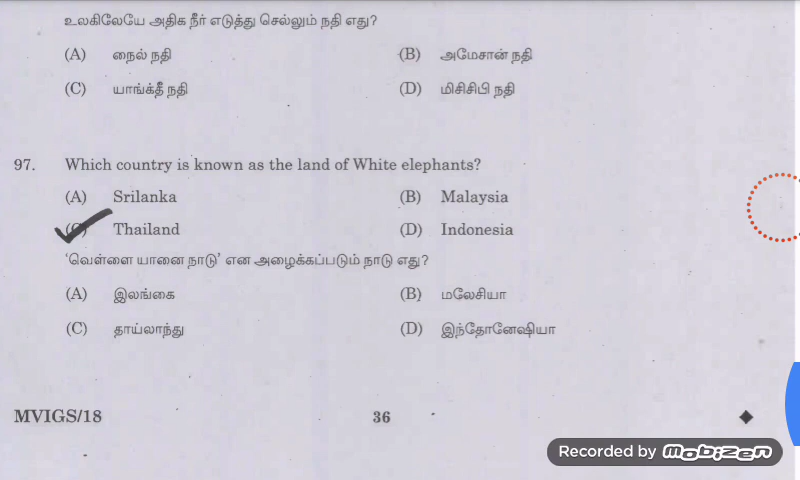 உலகிலேயே அதிக நீர் எடுத்து செல்லும் நதி எது?
(A) நைல் நதி (B) அமேசான் நதி
(C) யாங்க்தீ நதி (D) மிசிசிபி நதி
97. Which country is known as the land of White elephants?
(A) Srilanka (B) Malaysia
(C) Thailand (D) Indonesia
‘வெள்ளை யானை நாடு’ என அழைக்கப்படும் நாடு எது?
(A) இலங்கை (B) மலேசியா
(C) தாய்லாந்து (D) இந்தோனேஷியா
MVIGS/18 36
Recorded by mobizen